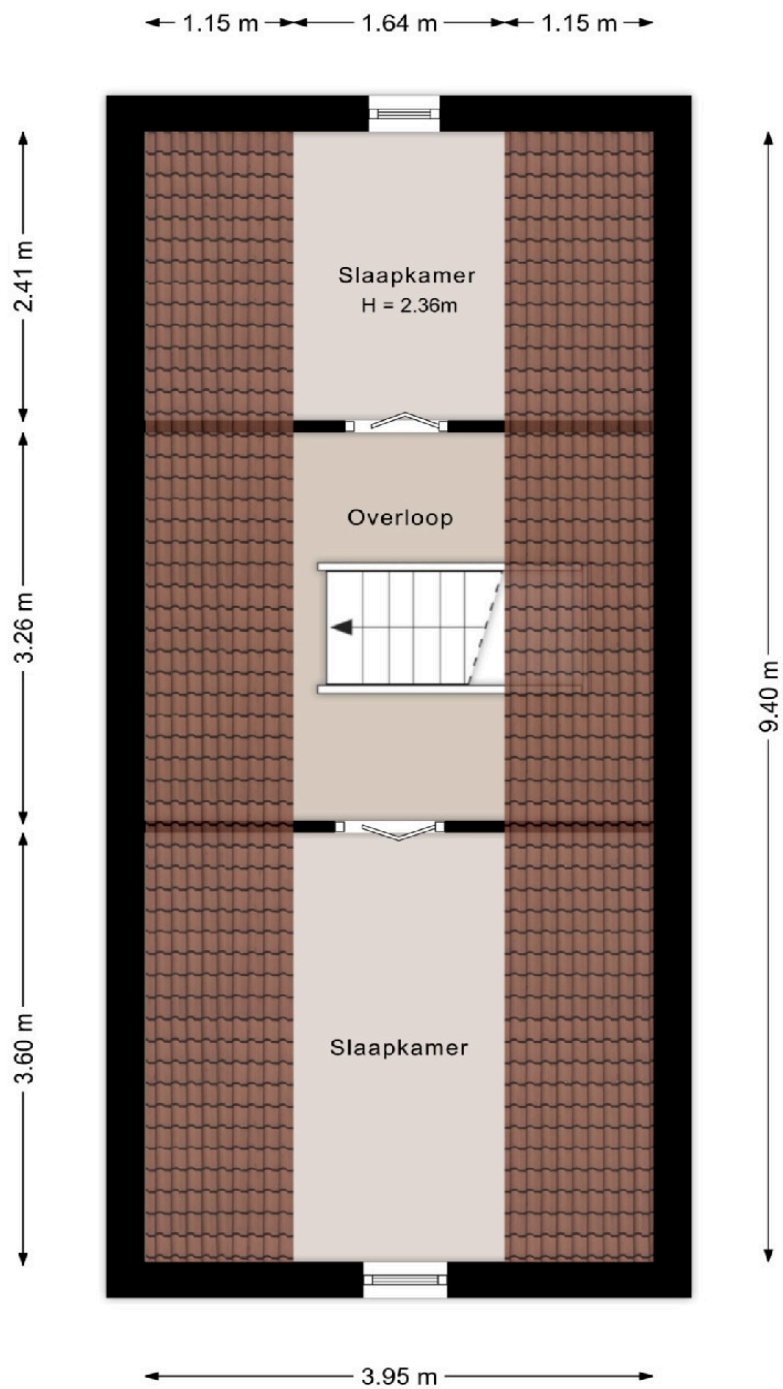 1.15 m
1.64 m
1.15 m
2.41 m
Slaapkamer
H = 2.36m
Overloop
3.26 m
9.40 m
3.60 m
Slaapkamer
3.95 m